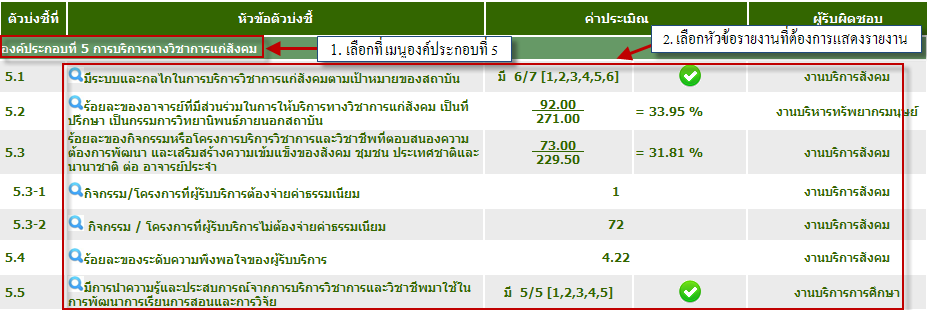 ตัวบ่งชี้ที่ หัวข้อตัวบ่งชี้ ค่าประเมิน ผู้รับผิดชอบ
องค์ประกอบที่ 5 การบริการทางวิชาการแก่สังคม
1. เลือกที่เมนูองค์ประกอบที่ 5
2. เลือกหัวข้อรายงานที่ต้องการแสดงรายงาน
5.1 มีระบบและกลไกในการบริการวิชาการแก่สังคมตามเป้าหมายของสถาบัน มี 6/7 [1,2,3,4,5,6] งานบริการสังคม
5.2 ร้อยละของอาจารย์ที่มีส่วนร่วมในการให้บริการทางวิชาการแก่สังคม เป็นที่
ปรึกษา เป็นกรรมการวิทยานิพนธ์ภายนอกสถาบัน
92.00
271.00
= 33.95 % งานบริหารทรัพยากรมนุษย์
5.3 ร้อยละของกิจกรรมหรือโครงการบริการวิชาการและวิชาชีพที่ตอบสนองความ
ต้องการพัฒนา และเสริมสร้างความเข้มแข็งของสังคม ชุมชน ประเทศชาติและ
นานาชาติ ต่อ อาจารย์ประจำ
73.00
229.50
= 31.81 % งานบริการสังคม
5.3-1 กิจกรรม/โครงการที่ผู้รับบริการต้องจ่ายค่าธรรมเนียม 1 งานบริการสังคม
5.3-2 กิจกรรม / โครงการที่ผู้รับบริการไม่ต้องจ่ายค่าธรรมเนียม 72 งานบริการสังคม
5.4 ร้อยละของระดับความพึงพอใจของผู้รับบริการ 4.22 งานบริการสังคม
5.5 มีการนำความรู้และประสบการณ์จากการบริการวิชาการและวิชาชีพมาใช้ใน
การพัฒนาการเรียนการสอนและการวิจัย
มี 5/5 [1,2,3,4,5] งานบริการการศึกษา